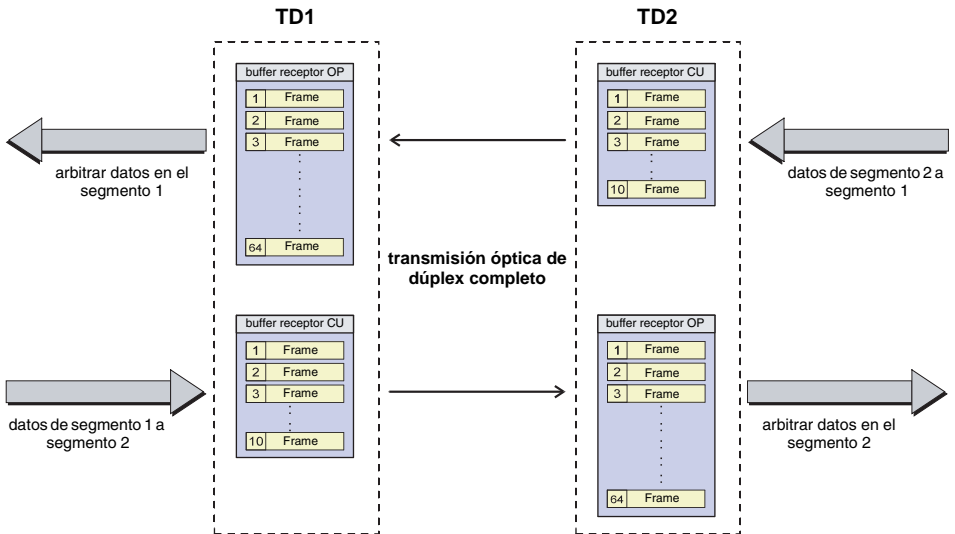 TD1
TD2
buffer receptor OP
1 Frame
2 Frame
3 Frame
64 Frame
buffer receptor CU
1 Frame
2 Frame
3 Frame
10 Frame
arbitrar datos en el
segmento 1
datos de segmento 2 a
segmento 1
transmisión óptica de
dúplex completo
buffer receptor CU
1 Frame
2 Frame
3 Frame
10 Frame
buffer receptor OP
1 Frame
2 Frame
3 Frame
64 Frame
datos de segmento 1 a
segmento 2
arbitrar datos en el
segmento 2